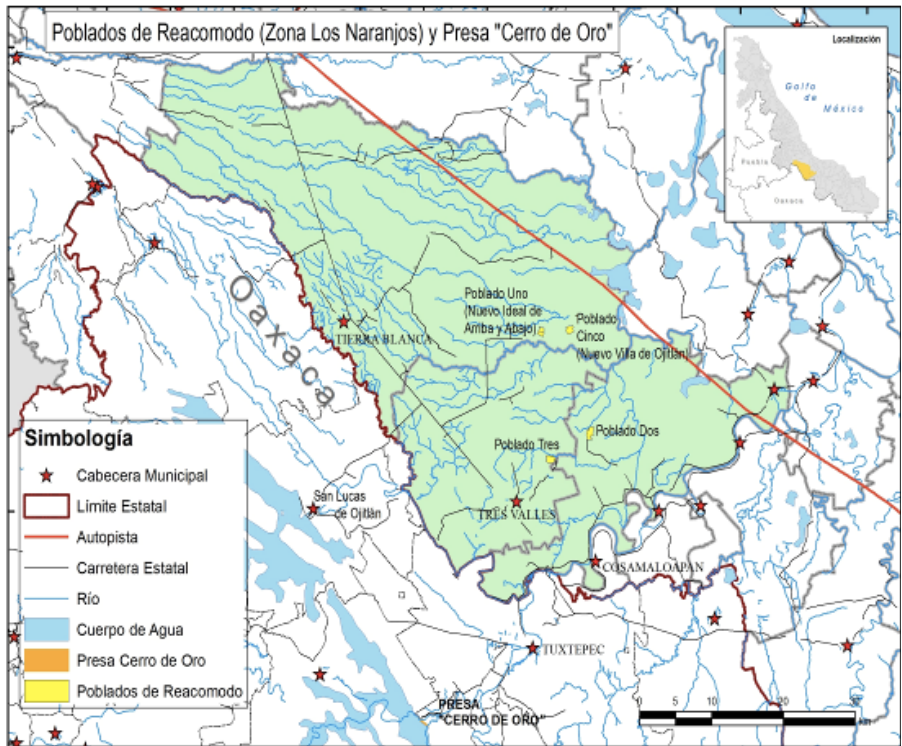 Poblados de Reacomodo (Zona Los Naranjos) y Presa "Cerro de Oro"
Localización
Golfo
de
México
Puebla
Oaxaca
Oaxaca
Poblado Uno
(Nuevo Ideal de
Arriba y Abajo)
Poblado
Cinco
(Nuevo Villa de Ojitlán)
TIERRA BLANCA
Poblado Dos
Poblado Tres
San Lucas
de Ojitlán
TRES VALLES
COSAMALOAPAN
TUXTEPEC
PRESA
"CERRO DE ORO"
Simbología
Cabecera Municipal
Límite Estatal
Autopista
Carretera Estatal
Río
Cuerpo de Agua
Presa Cerro de Oro
Poblados de Reacomodo
0 5 10 20
km